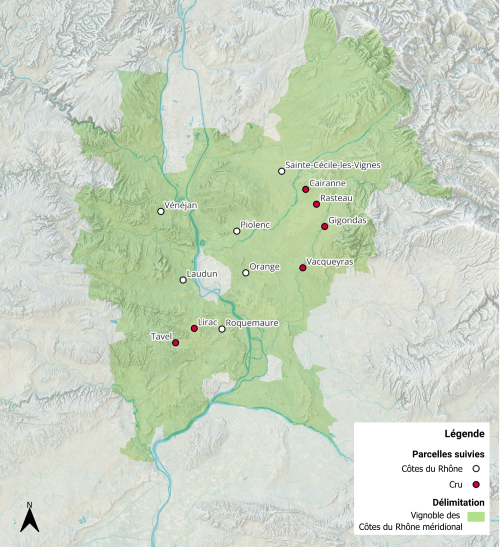 Sainte-Cécile-les-Vignes
Cairanne
Rasteau
Vénéjan
Gigondas
Piolenc
Vacqueyras
Orange
Laudun
Lirac
Roquemaure
Tavel
Légende
Parcelles suivies
Côtes du Rhône
Cru
Délimitation
Vignoble des
Côtes du Rhône méridional
N